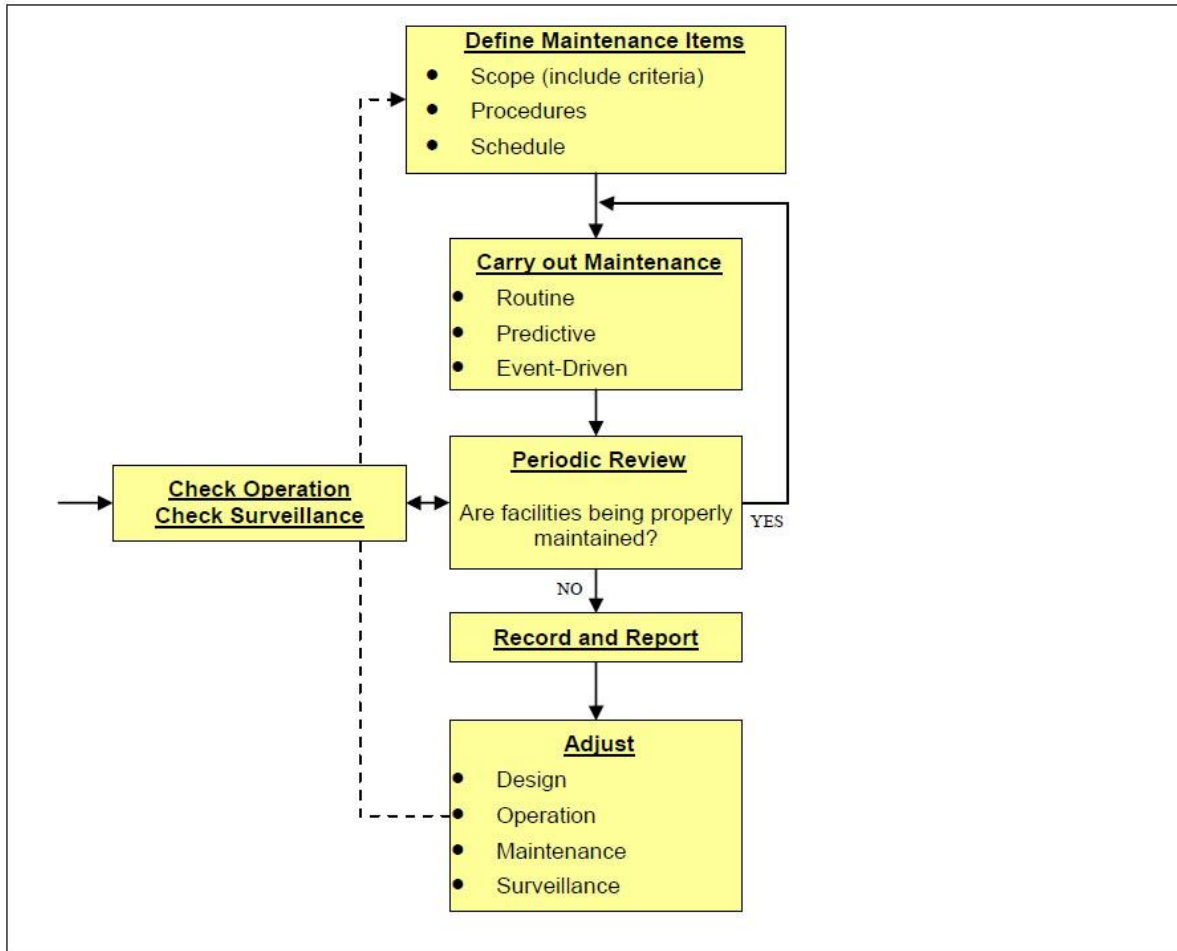 Define Maintenance Items
● Scope (include criteria)
● Procedures
● Schedule
Carry out Maintenance
● Routine
● Predictive
● Event-Driven
Check Operation
Check Surveillance
Periodic Review
Are facilities being properly
maintained?
YES
NO
Record and Report
Adjust
● Design
● Operation
● Maintenance
● Surveillance